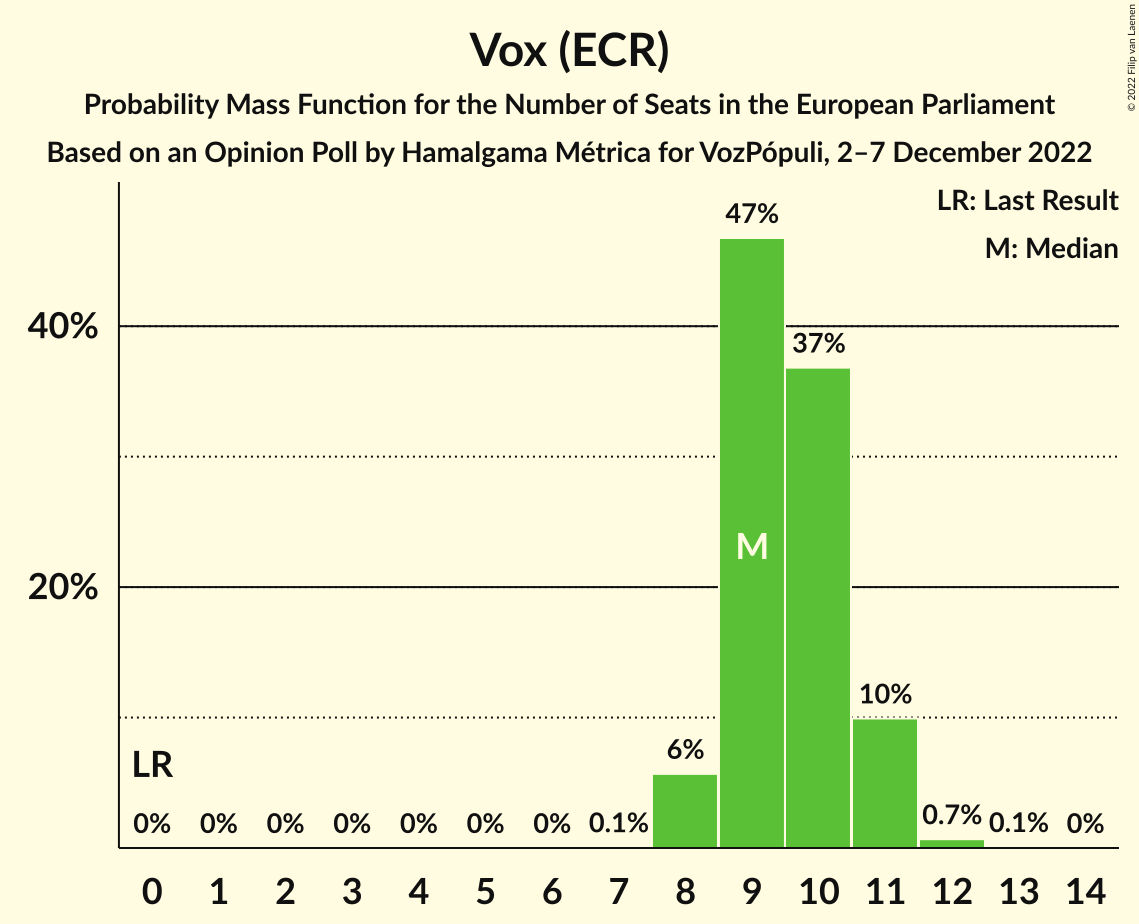 © 2022 Filip van Laenen
Vox (ECR)
Probability Mass Function for the Number of Seats in the European Parliament
Based on an Opinion Poll by Hamalgama Métrica for VozPópuli, 2–7 December 2022
LR: Last Result
M: Median
47%
40%
37%
M
20%
10%
6%
LR
0% 0% 0% 0% 0% 0% 0% 0.1% 0.7% 0.1% 0%
0 1 2 3 4 5 6 7 8 9 10 11 12 13 14